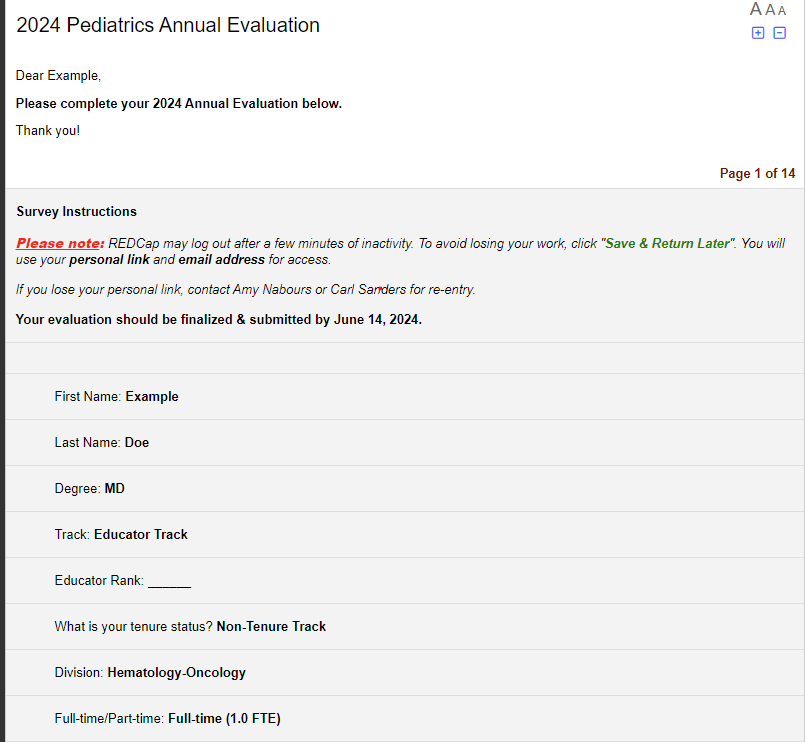 2024 Pediatrics Annual Evaluation
A A A
Dear Example,
Please complete your 2024 Annual Evaluation below.
Thank you!
Page 1 of 14
Survey Instructions
Please note: REDCap may log out after a few minutes of inactivity. To avoid losing your work, click "Save & Return Later". You will
use your personal link and email address for access.
If you lose your personal link, contact Amy Nabours or Carl Sanders for re-entry.
Your evaluation should be finalized & submitted by June 14, 2024.
First Name: Example
Last Name: Doe
Degree: MD
Track: Educator Track
Educator Rank: ______
What is your tenure status? Non-Tenure Track
Division: Hematology-Oncology
Full-time/Part-time: Full-time (1.0 FTE)